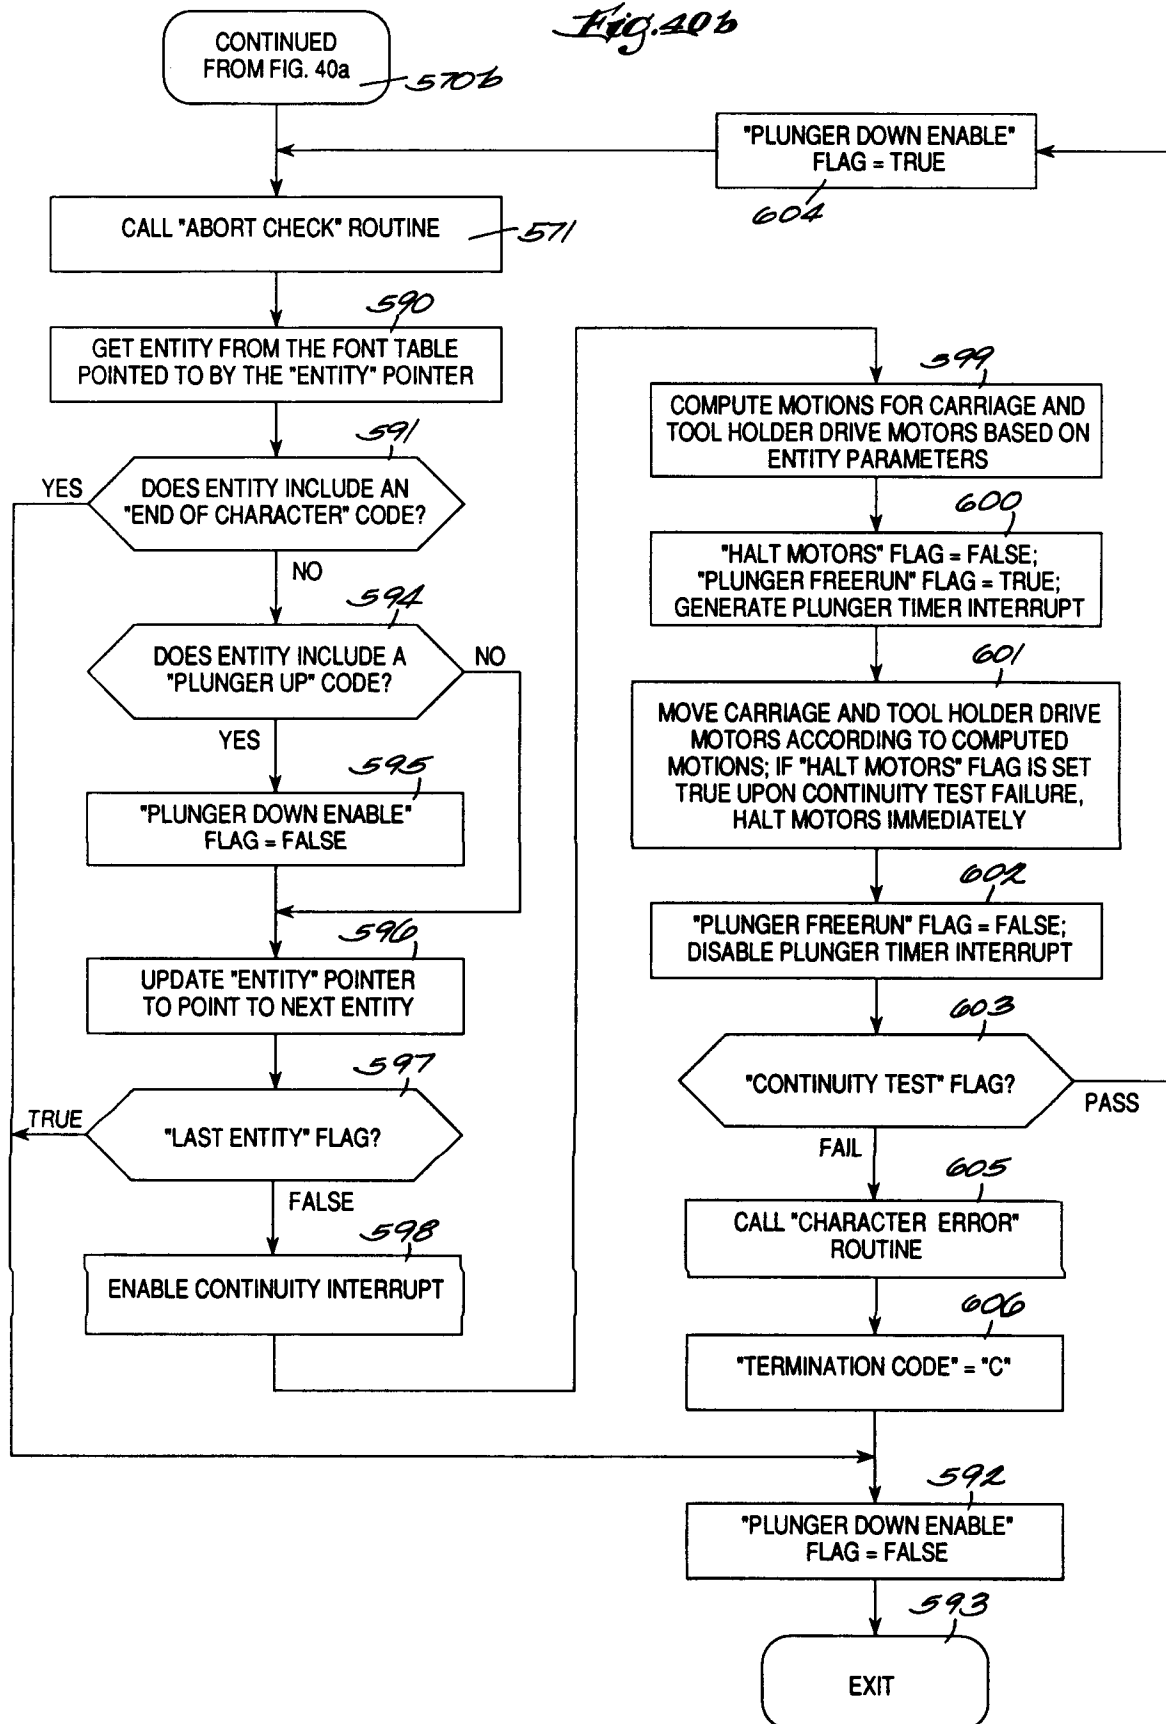 Fig. 40b
CONTINUED
FROM FIG. 40a
570b
"PLUNGER DOWN ENABLE"
FLAG = TRUE
604
CALL "ABORT CHECK" ROUTINE
571
590
GET ENTITY FROM THE FONT TABLE
POINTED TO BY THE "ENTITY" POINTER
591
YES
DOES ENTITY INCLUDE AN
"END OF CHARACTER" CODE?
NO
594
DOES ENTITY INCLUDE A
"PLUNGER UP" CODE?
NO
YES
595
"PLUNGER DOWN ENABLE"
FLAG = FALSE
596
UPDATE "ENTITY" POINTER
TO POINT TO NEXT ENTITY
597
TRUE
"LAST ENTITY" FLAG?
FALSE
598
ENABLE CONTINUITY INTERRUPT
599
COMPUTE MOTIONS FOR CARRIAGE AND
TOOL HOLDER DRIVE MOTORS BASED ON
ENTITY PARAMETERS
600
"HALT MOTORS" FLAG = FALSE;
"PLUNGER FREERUN" FLAG = TRUE;
GENERATE PLUNGER TIMER INTERRUPT
601
MOVE CARRIAGE AND TOOL HOLDER DRIVE
MOTORS ACCORDING TO COMPUTED
MOTIONS; IF "HALT MOTORS" FLAG IS SET
TRUE UPON CONTINUITY TEST FAILURE,
HALT MOTORS IMMEDIATELY
602
"PLUNGER FREERUN" FLAG = FALSE;
DISABLE PLUNGER TIMER INTERRUPT
603
"CONTINUITY TEST" FLAG?
PASS
FAIL
605
CALL "CHARACTER ERROR"
ROUTINE
606
"TERMINATION CODE" = "C"
592
"PLUNGER DOWN ENABLE"
FLAG = FALSE
593
EXIT